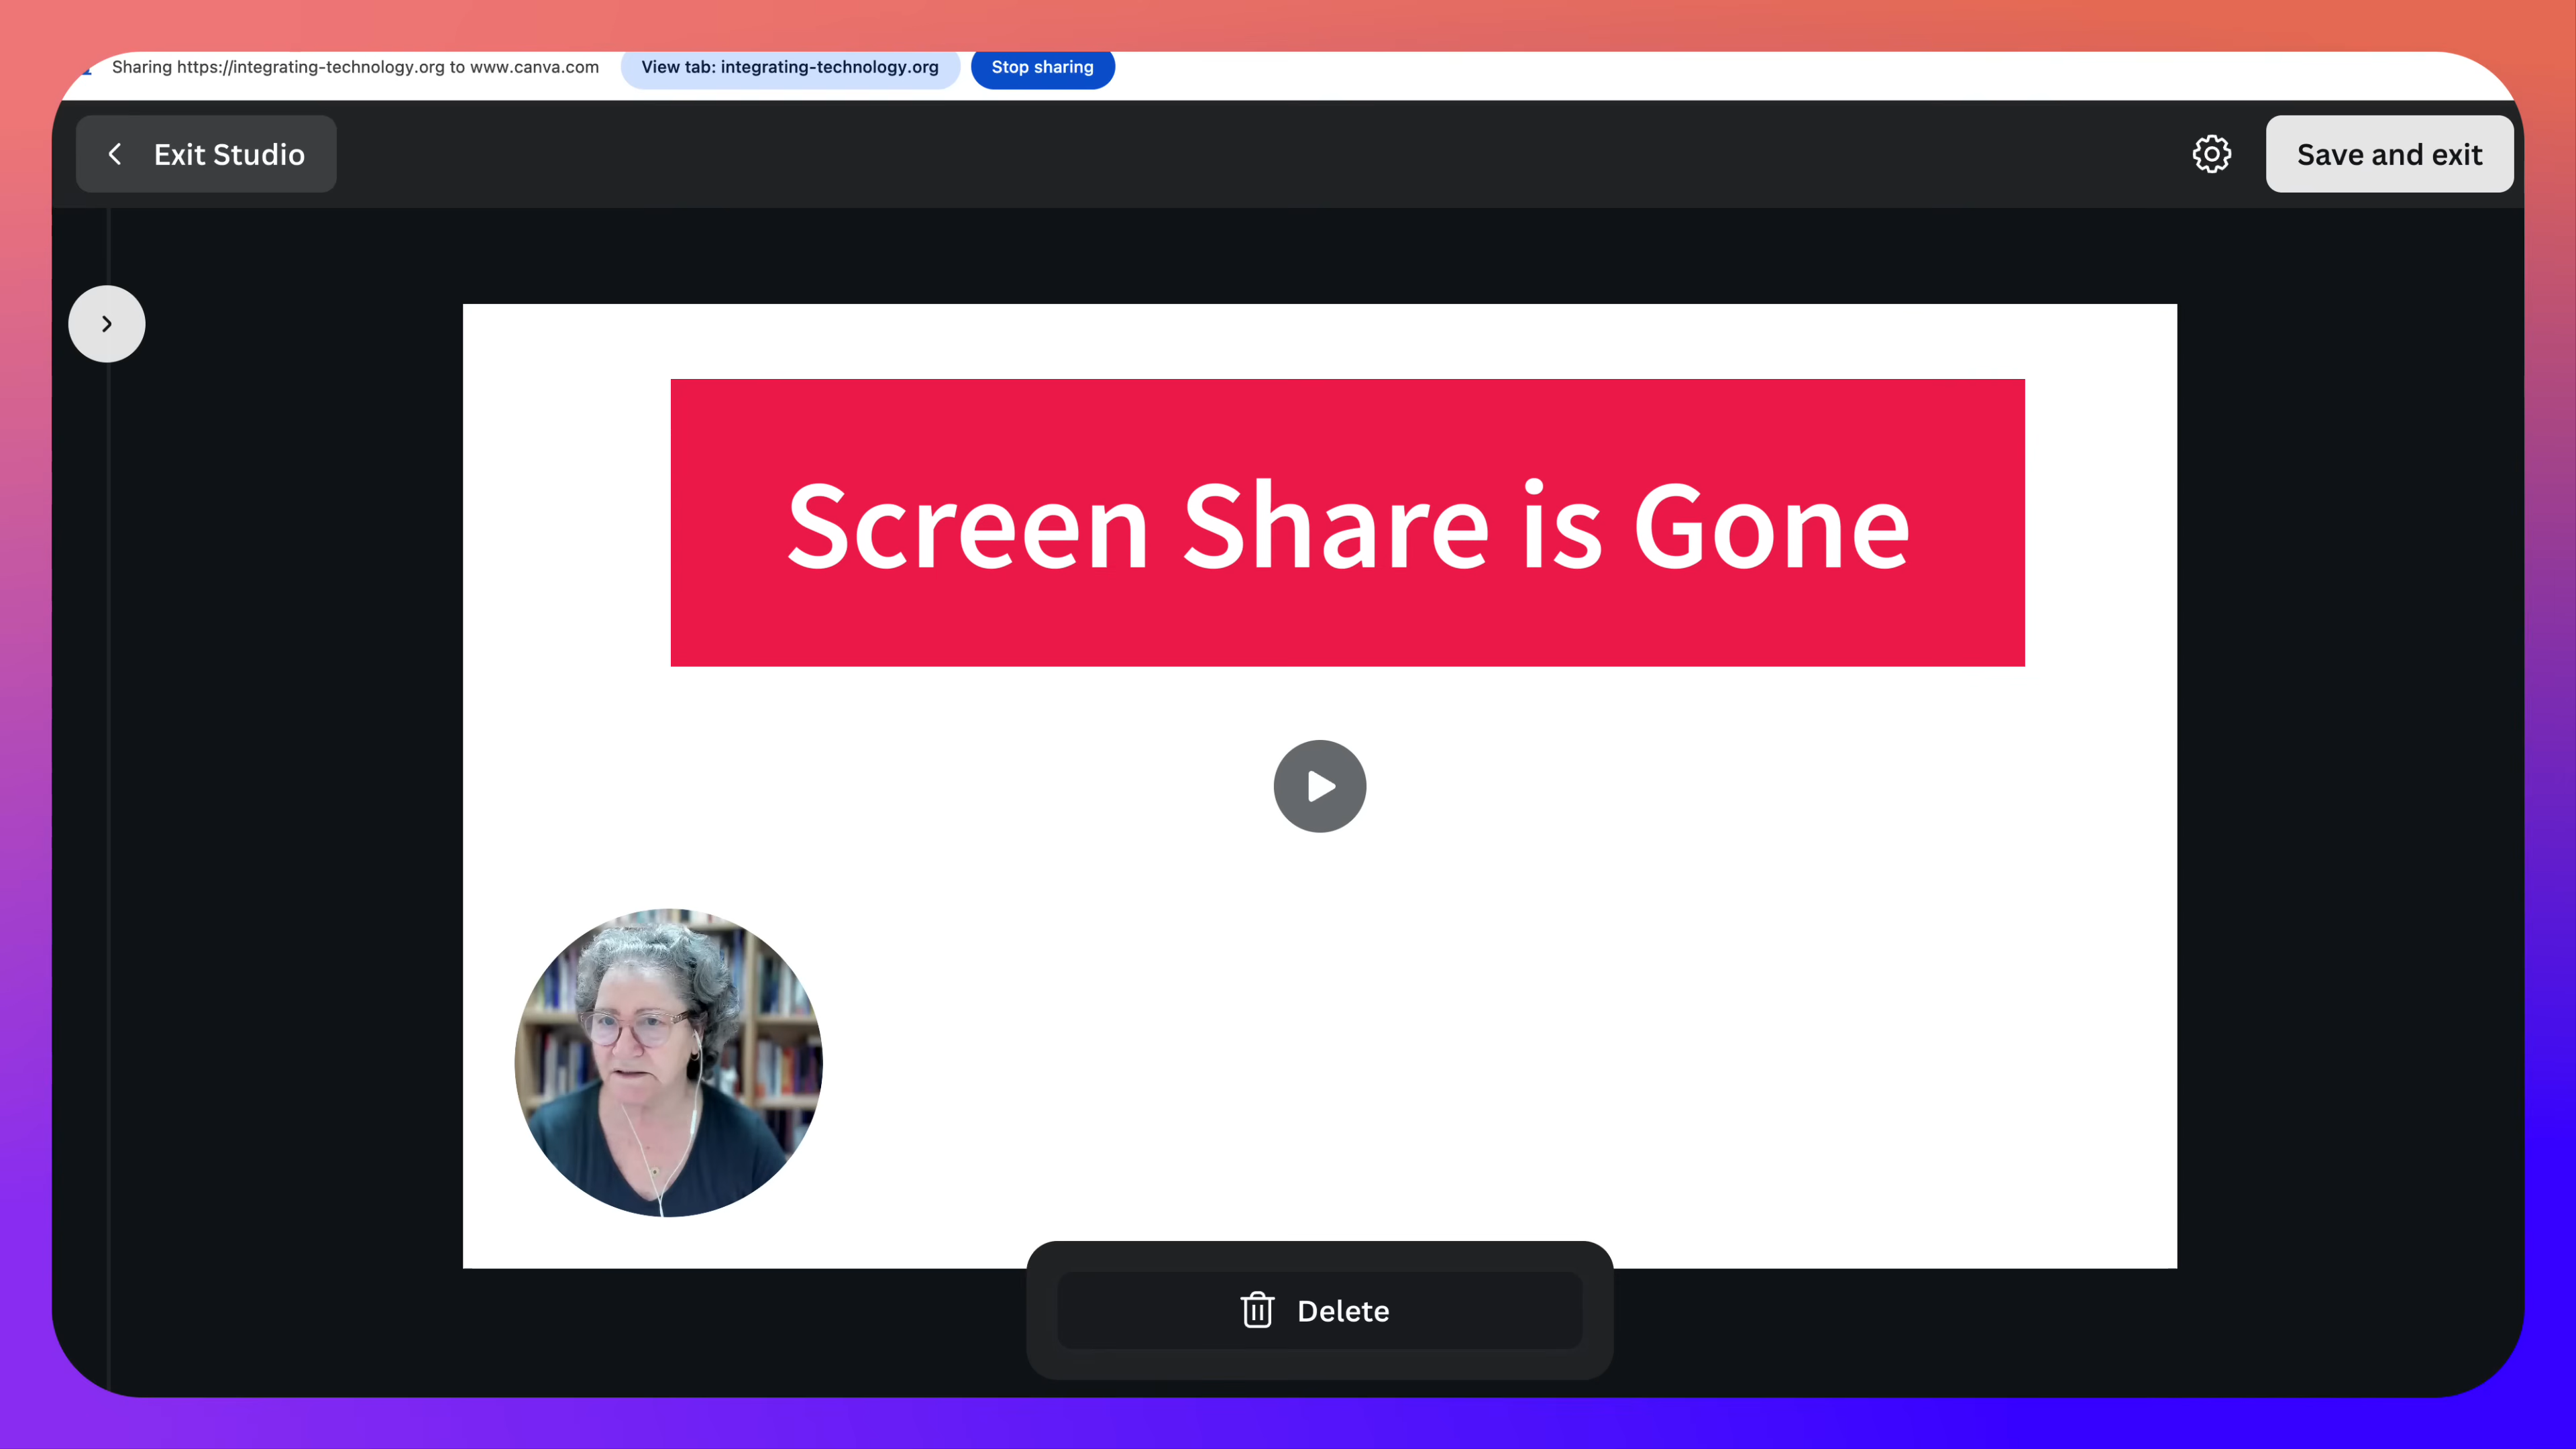 Sharing https://integrating-technology.org to www.canva.com View tab: integrating-technology.org Stop sharing
Exit Studio Save and exit
Screen Share is Gone
Delete